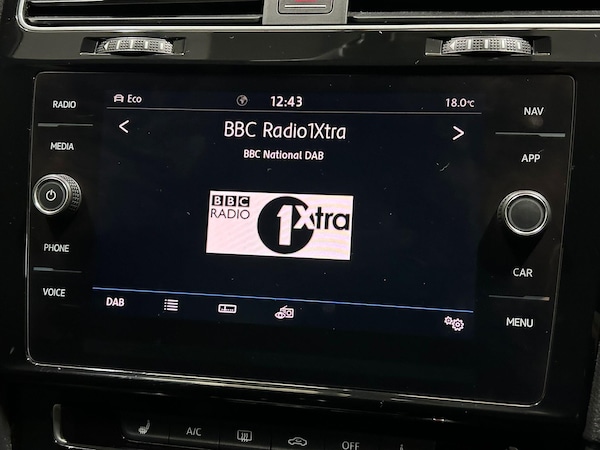 RADIO
MEDIA
PHONE
VOICE
Eco
12:43
18.0°C
< BBC Radio1Xtra >
BBC National DAB
BBC
RADIO
1Xtra
DAB
NAV
APP
CAR
MENU
A/C
OFF